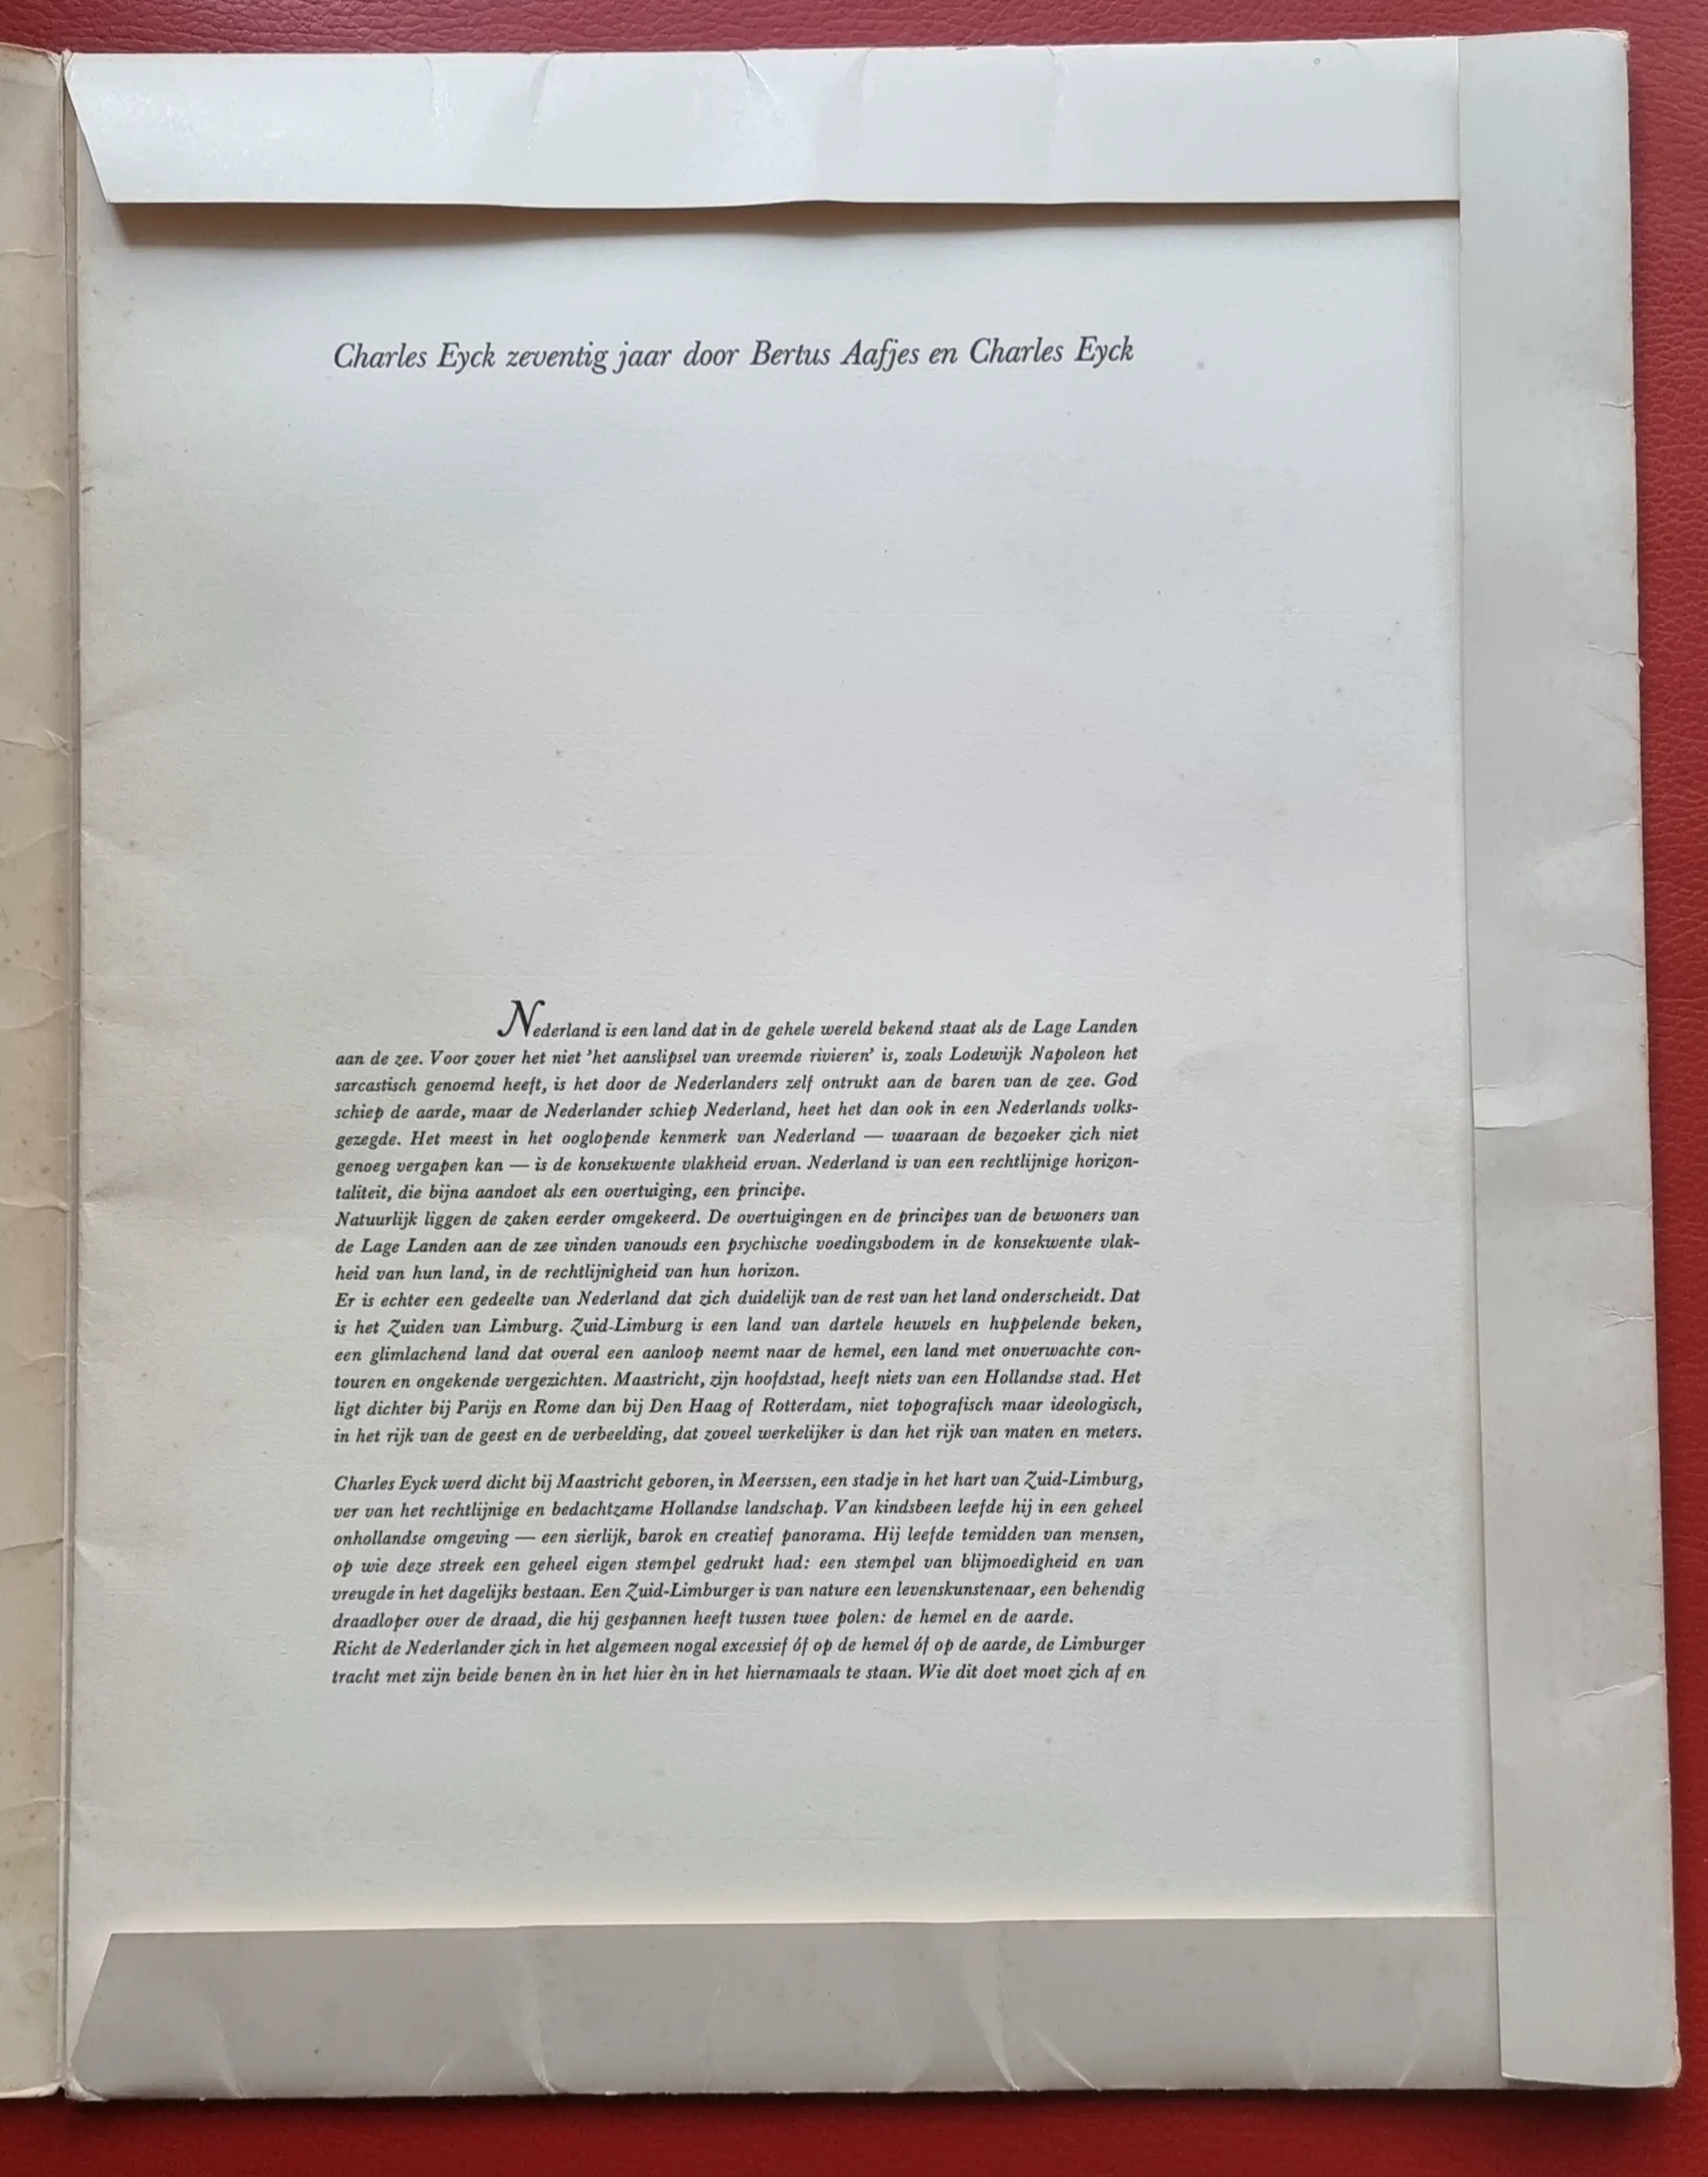 Charles Eyck zeventig jaar door Bertus Aafjes en Charles Eyck
Nederland is een land dat in de gehele wereld bekend staat als de Lage Landen
aan de zee. Voor zover het niet ’het aanslipsel van vreemde rivieren’ is, zoals Lodewijk Napoleon het
sarcastisch genoemd heeft, is het door de Nederlanders zelf ontrukt aan de baren van de zee. God
schiep de aarde, maar de Nederlander schiep Nederland, heet het dan ook in een Nederlands volks-
gezegde. Het meest in het ooglopende kenmerk van Nederland — waaraan de bezoeker zich niet
genoeg vergapen kan — is de konsekwente vlakheid ervan. Nederland is van een rechtlijnige horizon-
taliteit, die bijna aandoet als een overtuiging, een principe.
Natuurlijk liggen de zaken eerder omgekeerd. De overtuigingen en de principes van de bewoners van
de Lage Landen aan de zee vinden vanouds een psychische voedingsbodem in de konsekwente vlak-
heid van hun land, in de rechtlijnigheid van hun horizon.
Er is echter een gedeelte van Nederland dat zich duidelijk van de rest van het land onderscheidt. Dat
is het Zuiden van Limburg. Zuid-Limburg is een land van dartele heuvels en huppelende beken,
een glimlachend land dat overal een aanloop neemt naar de hemel, een land met onverwachte con-
touren en ongekende vergezichten. Maastricht, zijn hoofdstad, heeft niets van een Hollandse stad. Het
ligt dichter bij Parijs en Rome dan bij Den Haag of Rotterdam, niet topografisch maar ideologisch,
in het rijk van de geest en de verbeelding, dat zoveel werkelijker is dan het rijk van maten en meters.
Charles Eyck werd dicht bij Maastricht geboren, in Meerssen, een stadje in het hart van Zuid-Limburg,
ver van het rechtlijnige en bedachtzame Hollandse landschap. Van kindsbeen leefde hij in een geheel
onhollandse omgeving — een sierlijk, barok en creatief panorama. Hij leefde temidden van mensen,
op wie deze streek een geheel eigen stempel gedrukt had: een stempel van blijmoedigheid en van
vreugde in het dagelijks bestaan. Een Zuid-Limburger is van nature een levenskunstenaar, een behendig
draadloper over de draad, die hij gespannen heeft tussen twee polen: de hemel en de aarde.
Richt de Nederlander zich in het algemeen nogal excessief óf op de hemel óf op de aarde, de Limburger
tracht met zijn beide benen èn in het hier èn in het hiernamaals te staan. Wie dit doet moet zich af en